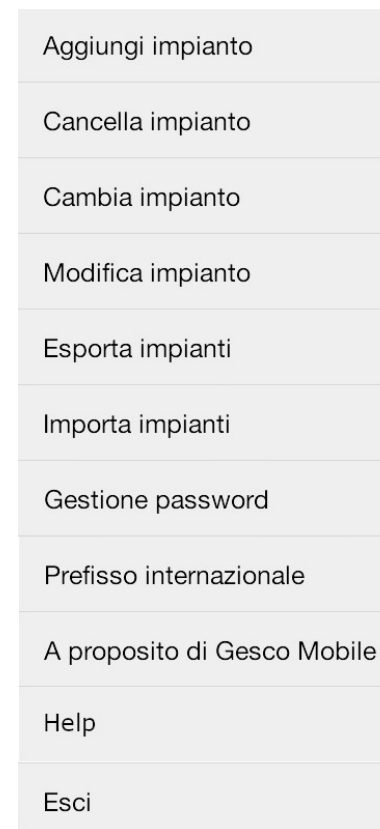 Aggiungi impianto
Cancella impianto
Cambia impianto
Modifica impianto
Esporta impianti
Importa impianti
Gestione password
Prefisso internazionale
A proposito di Gesco Mobile
Help
Esci